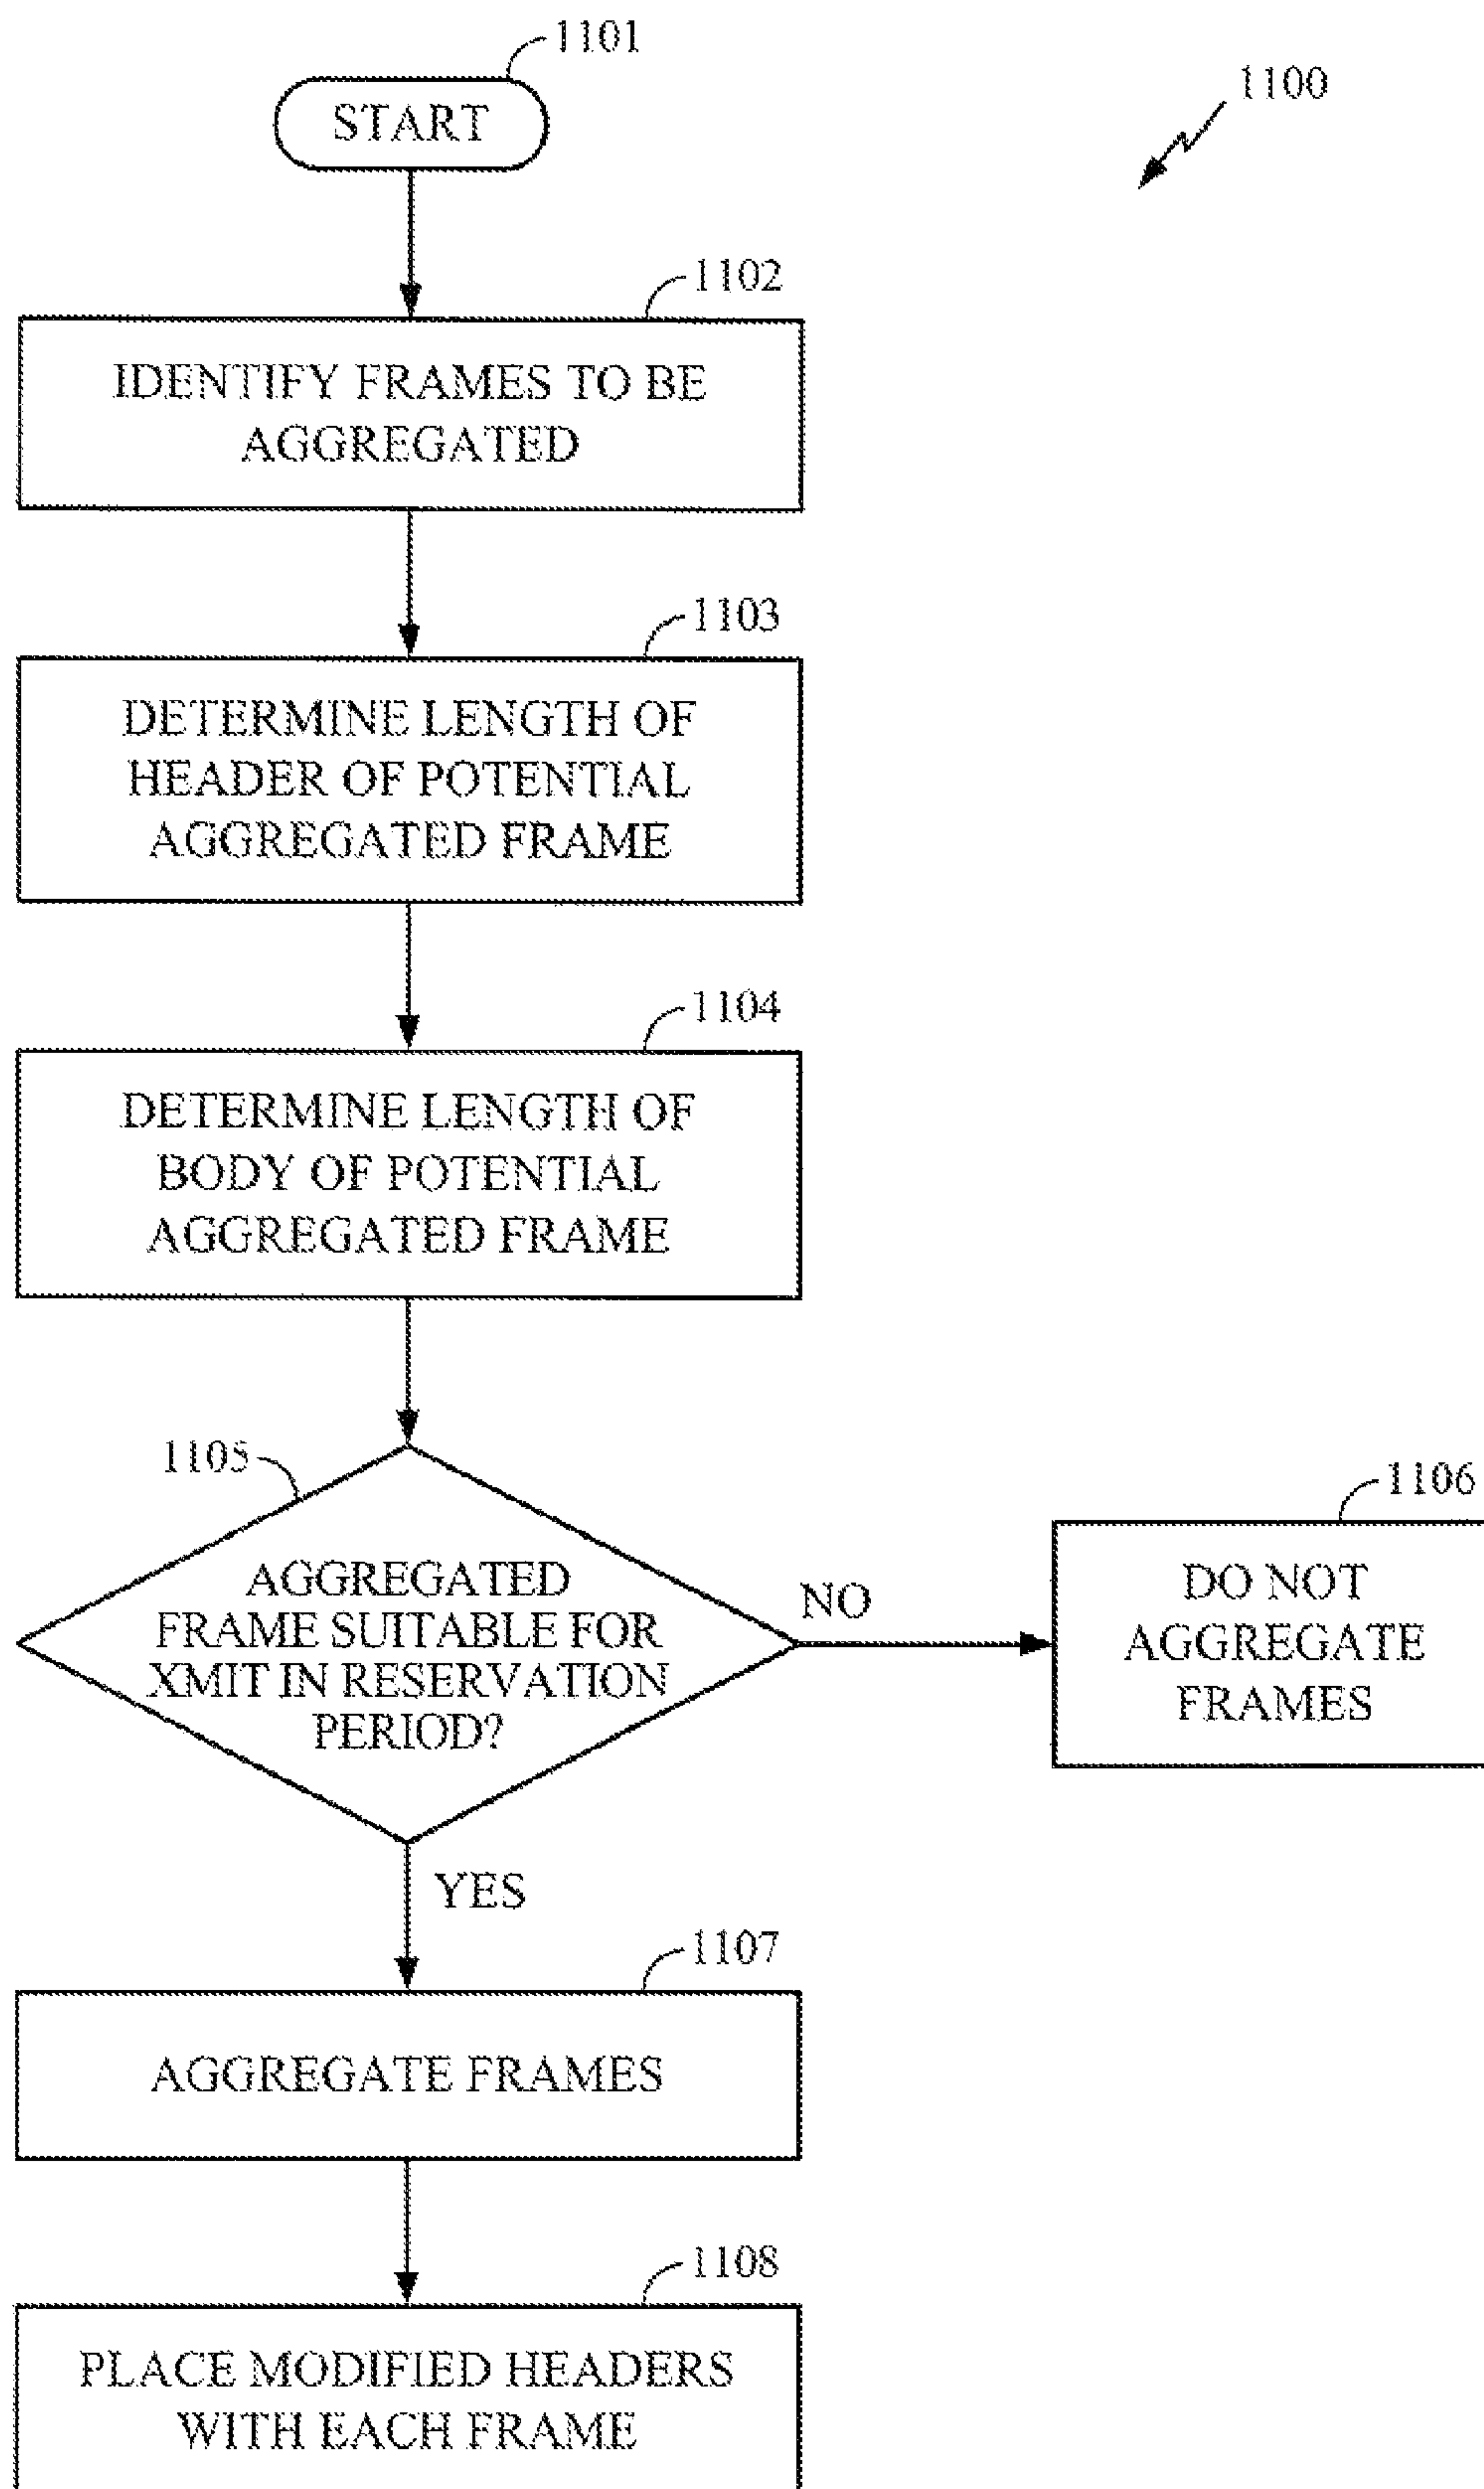 1101
START
1100
1102
IDENTIFY FRAMES TO BE
AGGREGATED
1103
DETERMINE LENGTH OF
HEADER OF POTENTIAL
AGGREGATED FRAME
1104
DETERMINE LENGTH OF
BODY OF POTENTIAL
AGGREGATED FRAME
1105
AGGREGATED
FRAME SUITABLE FOR
XMIT IN RESERVATION
PERIOD?
NO
1106
DO NOT
AGGREGATE
FRAMES
YES
1107
AGGREGATE FRAMES
1108
PLACE MODIFIED HEADERS
WITH EACH FRAME